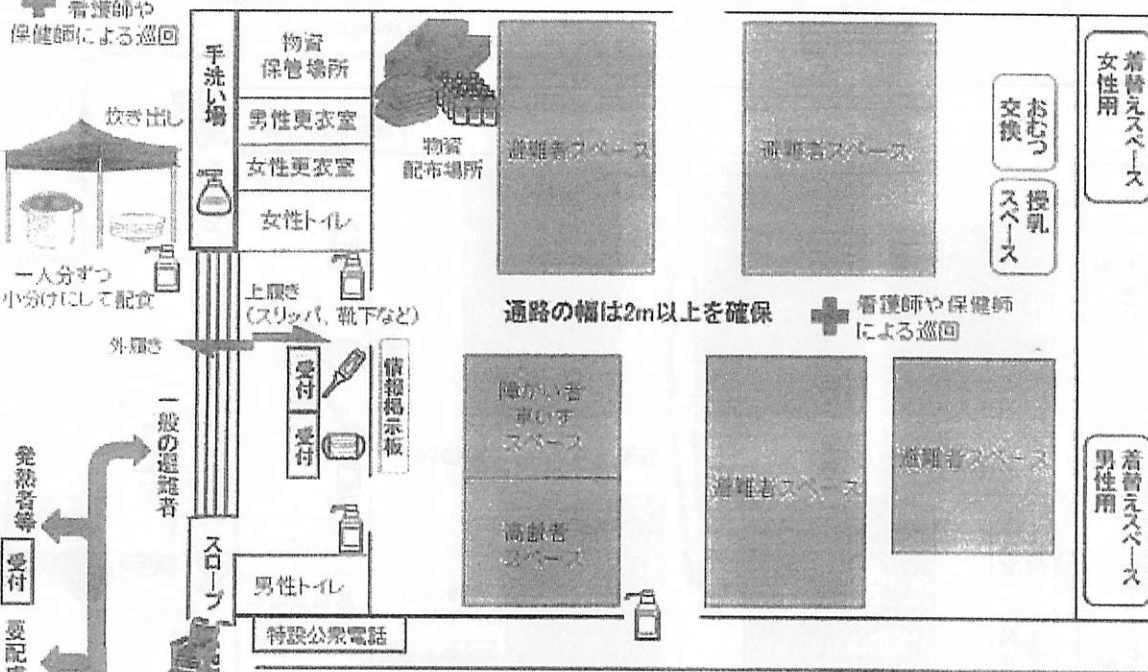 看護師や
保健師による巡回
炊き出し
一人分ずつ
小分けにして配食
外履き
一般の避難者
発熱者等
受付
要配慮
手洗い場
物資
保管場所
男性更衣室
女性更衣室
女性トイレ
物資
配布場所
上履き
(スリッパ、靴下など)
受付
受付
情報掲示板
スロープ
男性トイレ
特設公衆電話
避難者スペース
避難者スペース
おむつ
交換
授乳
スペース
着替えスペース
女性用
通路の幅は2m以上を確保
看護師や保健師
による巡回
障がい者
車いす
スペース
高齢者
スペース
避難者スペース
避難者スペース
着替えスペース
男性用